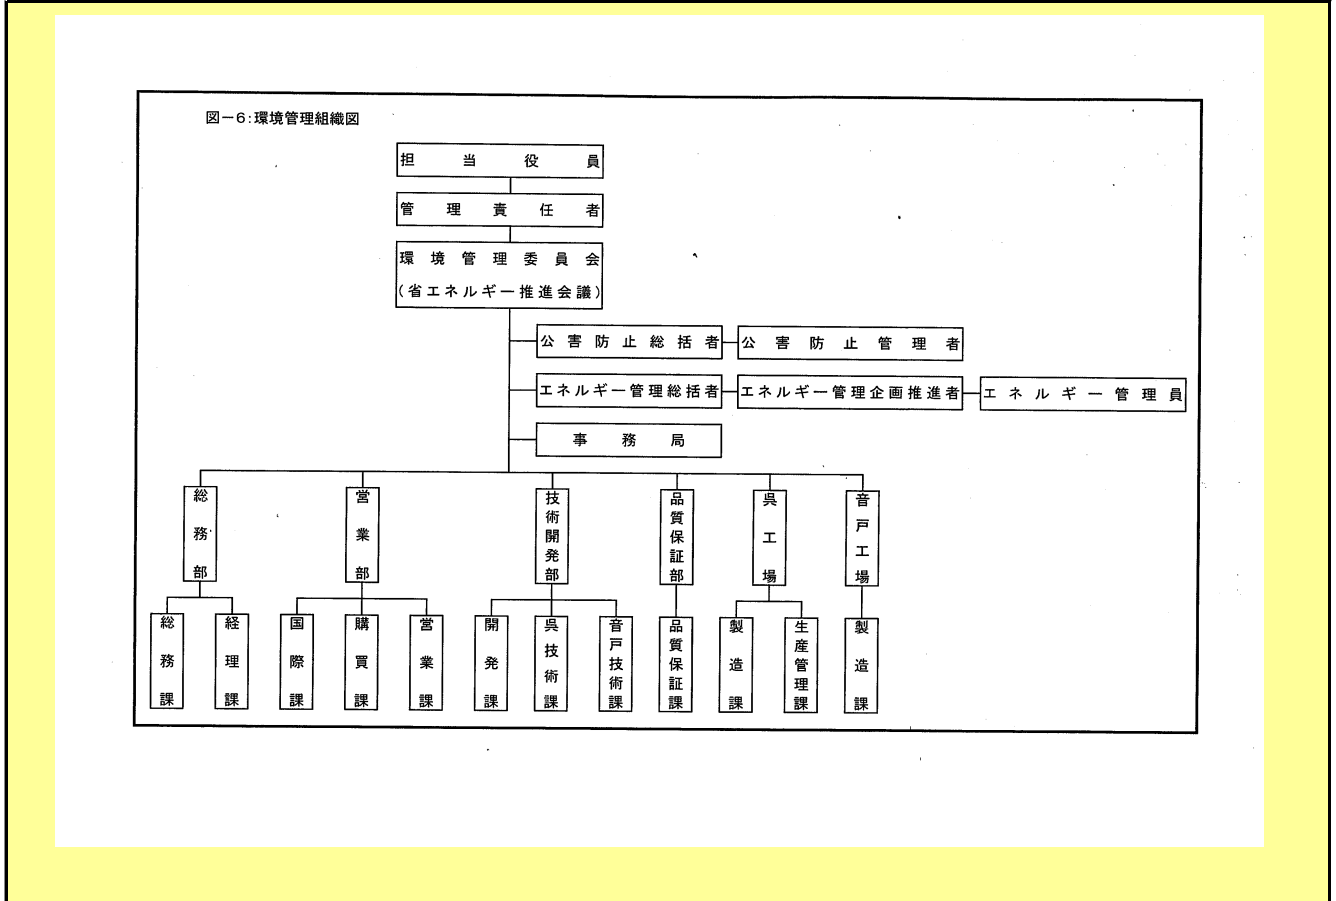 図－6:環境管理組織図
担当役員
管理責任者
環境管理委員会
(省エネルギー推進会議)
公害防止総括者
公害防止管理者
エネルギー管理総括者
エネルギー管理企画推進者
エネルギー管理員
事務局
総務部
営業部
技術開発部
品質保証部
呉工場
音戸工場
総務課
経理課
国際課
購買課
営業課
開発課
呉技術課
音戸技術課
品質保証課
製造課
生産管理課
製造課